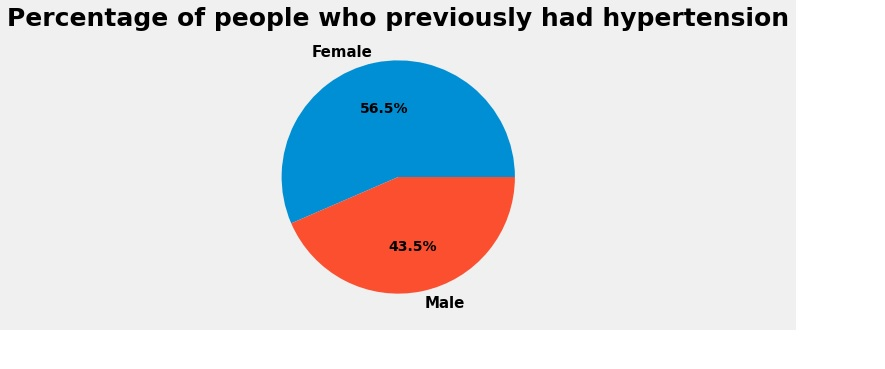 Percentage of people who previously had hypertension
Female
56.5%
43.5%
Male